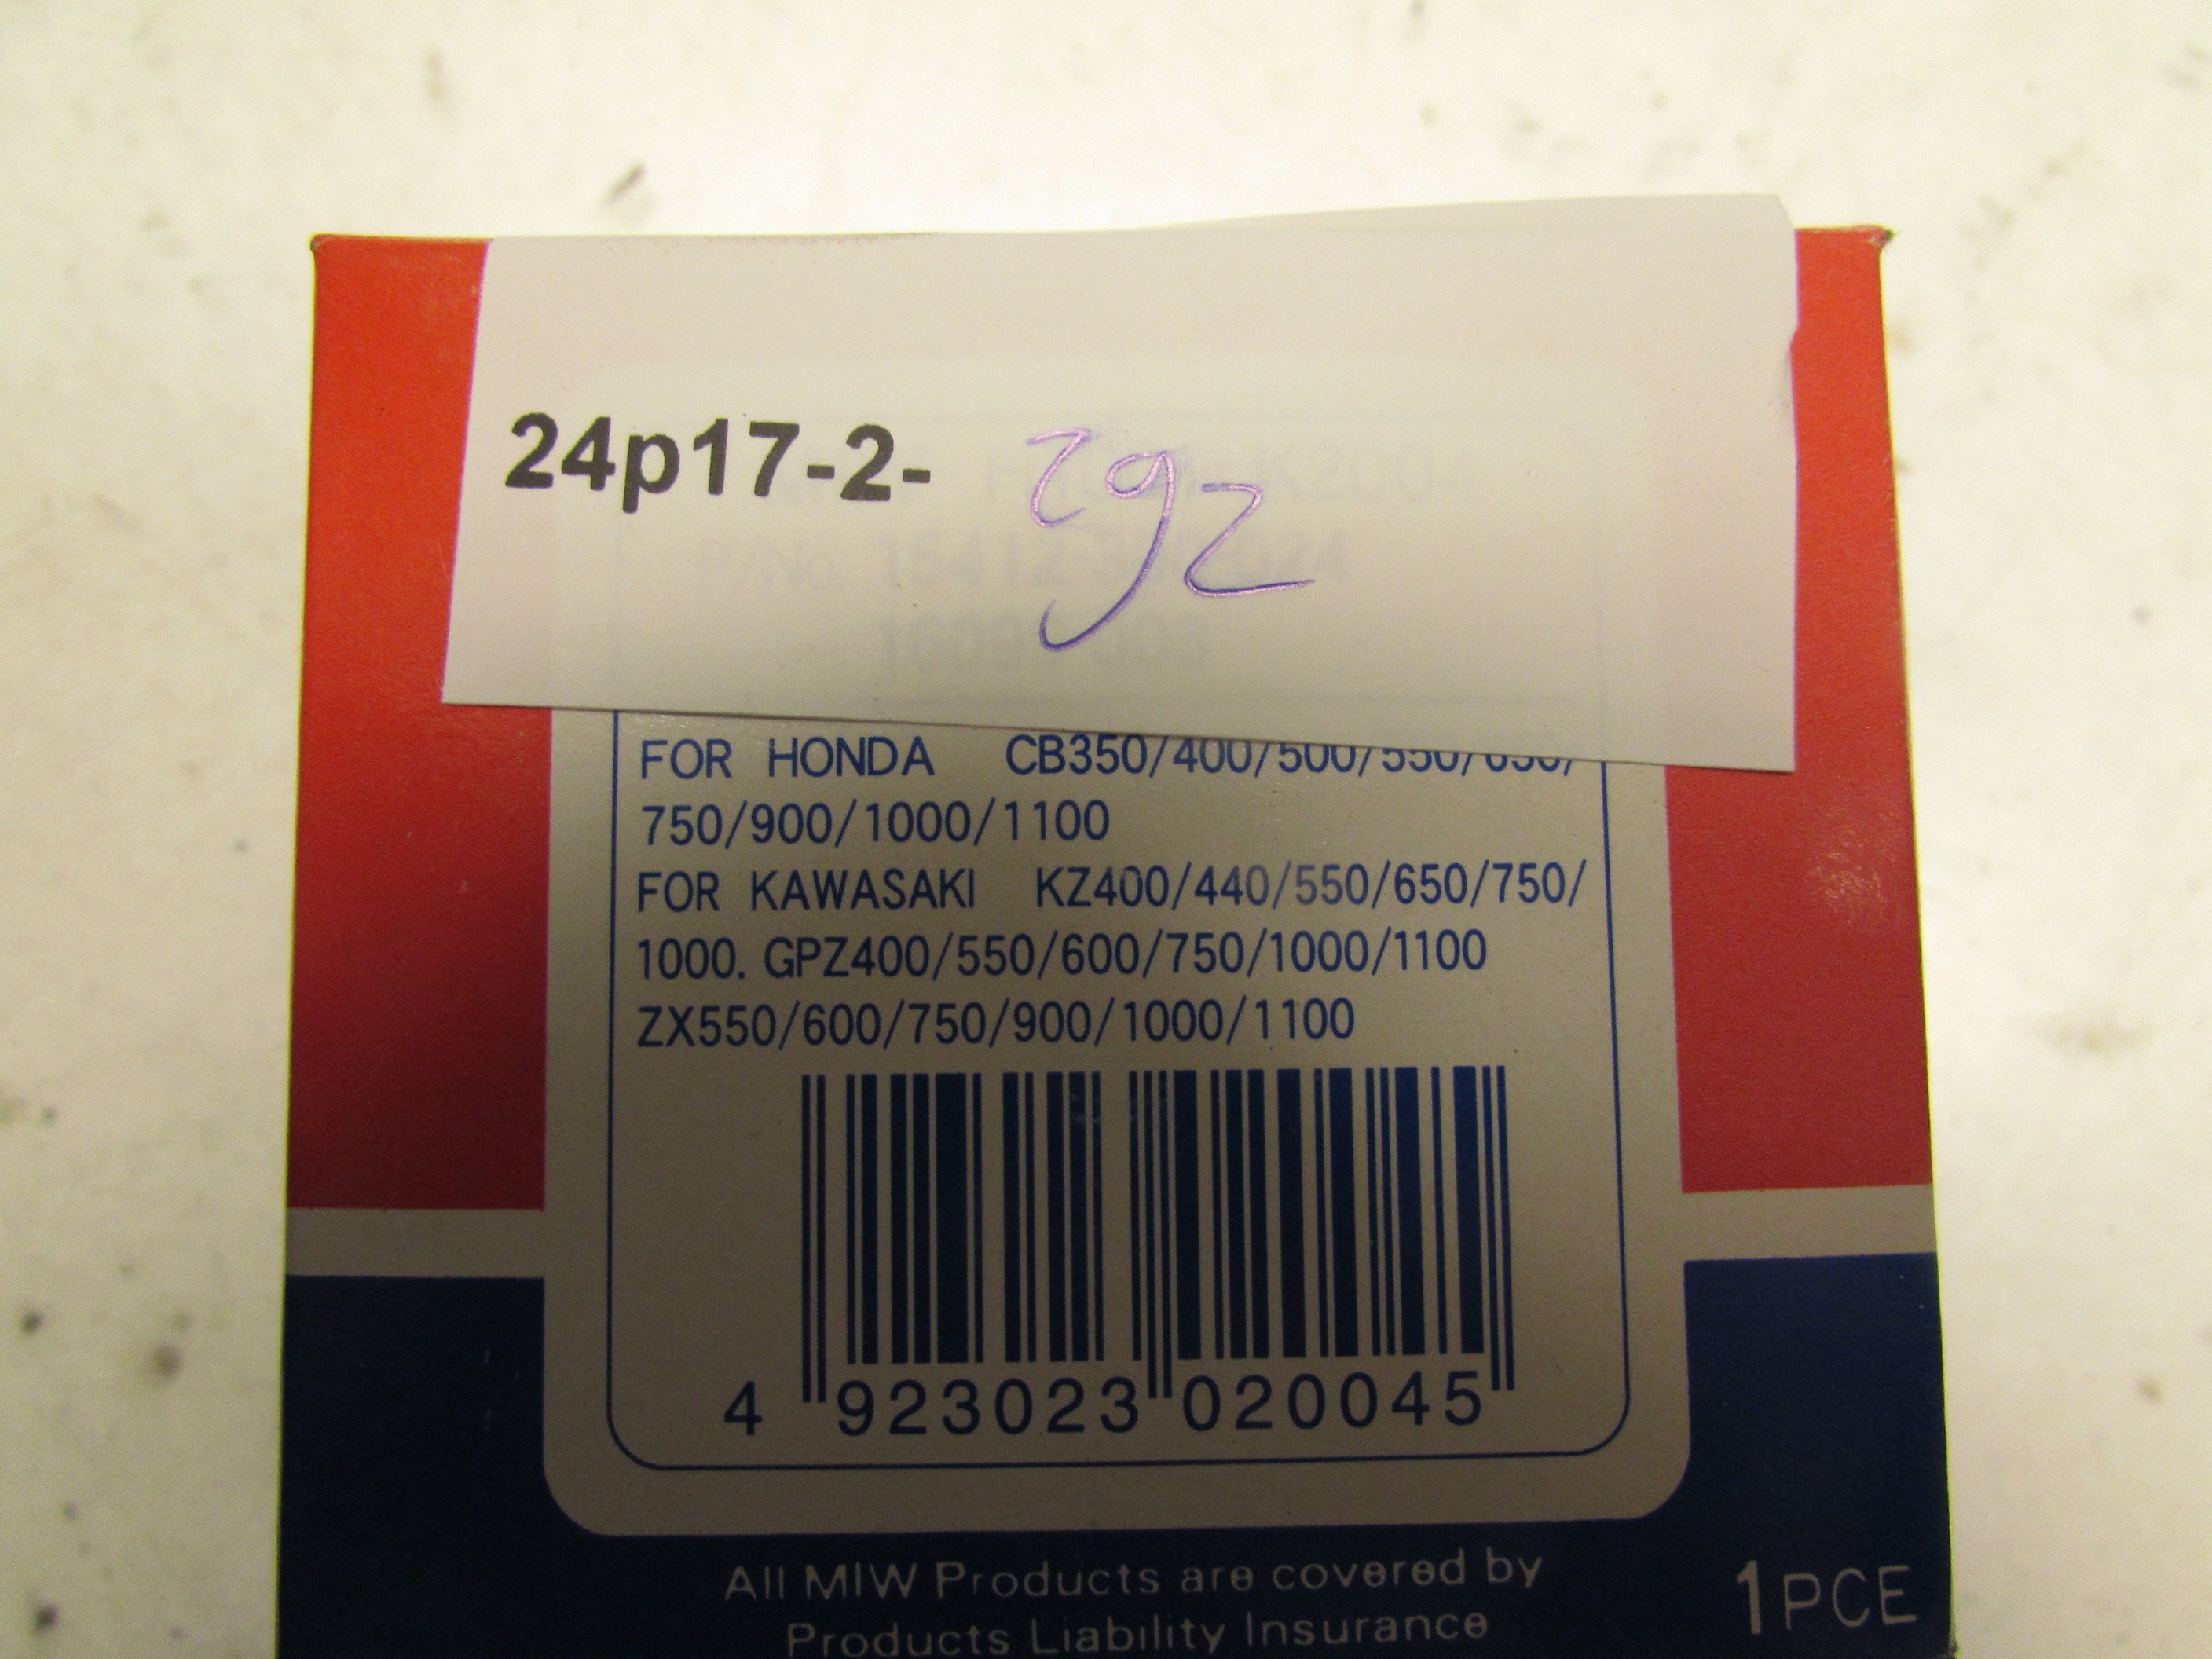 24p17-2- 292
FOR HONDA CB350/400/500/550/650/
750/900/1000/1100
FOR KAWASAKI KZ400/440/550/650/750/
1000. GPZ400/550/600/750/1000/1100
ZX550/600/750/900/1000/1100
4 923023 020045
All MIW Products are covered by
Products Liability Insurance
1 PCE